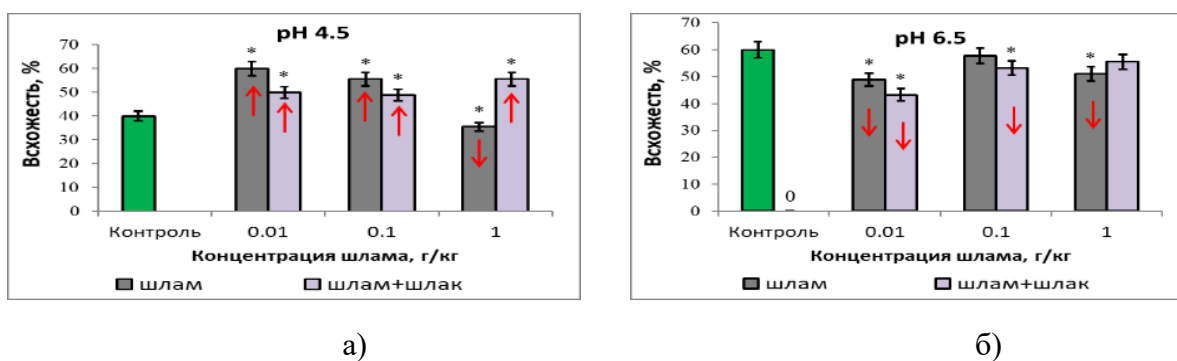 pH 4.5
Всхожесть, %
70
60
50
40
30
20
10
0
* * * * * *
Контроль 0.01 0.1 1
Концентрация шлама, г/кг
шлам шлам+шлак
а)
pH 6.5
Всхожесть, %
70
60
50
40
30
20
10
0
0 * * * *
Контроль 0.01 0.1 1
Концентрация шлама, г/кг
шлам шлам+шлак
б)